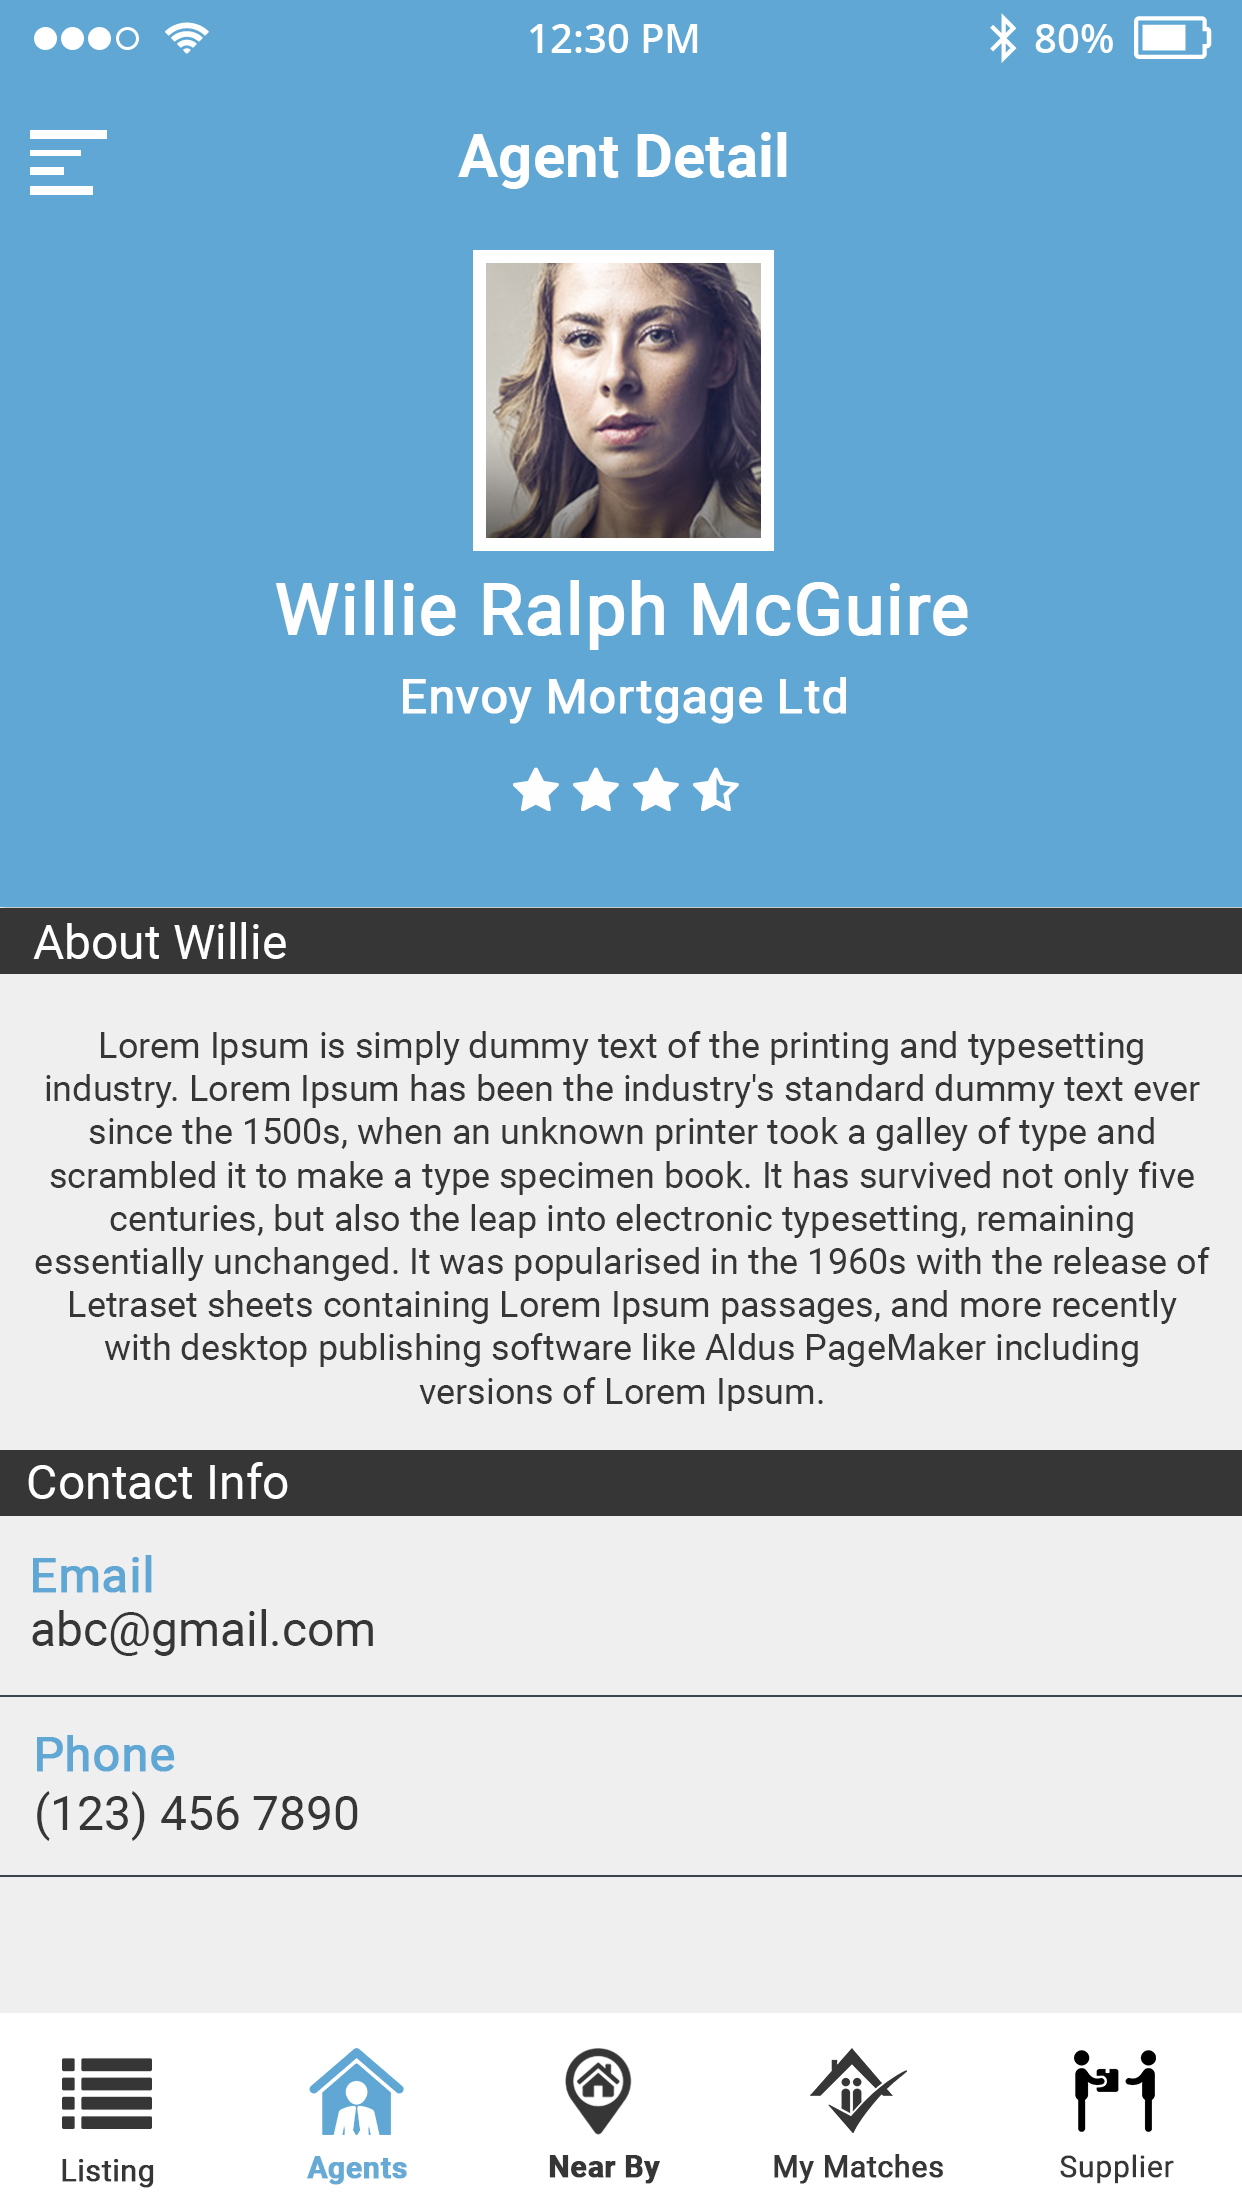 12:30 PM
80%
Agent Detail
Willie Ralph McGuire
Envoy Mortgage Ltd
About Willie
Lorem Ipsum is simply dummy text of the printing and typesetting
industry. Lorem Ipsum has been the industry's standard dummy text ever
since the 1500s, when an unknown printer took a galley of type and
scrambled it to make a type specimen book. It has survived not only five
centuries, but also the leap into electronic typesetting, remaining
essentially unchanged. It was popularised in the 1960s with the release of
Letraset sheets containing Lorem Ipsum passages, and more recently
with desktop publishing software like Aldus PageMaker including
versions of Lorem Ipsum.
Contact Info
Email
abc@gmail.com
Phone
(123) 456 7890
Listing
Agents
Near By
My Matches
Supplier